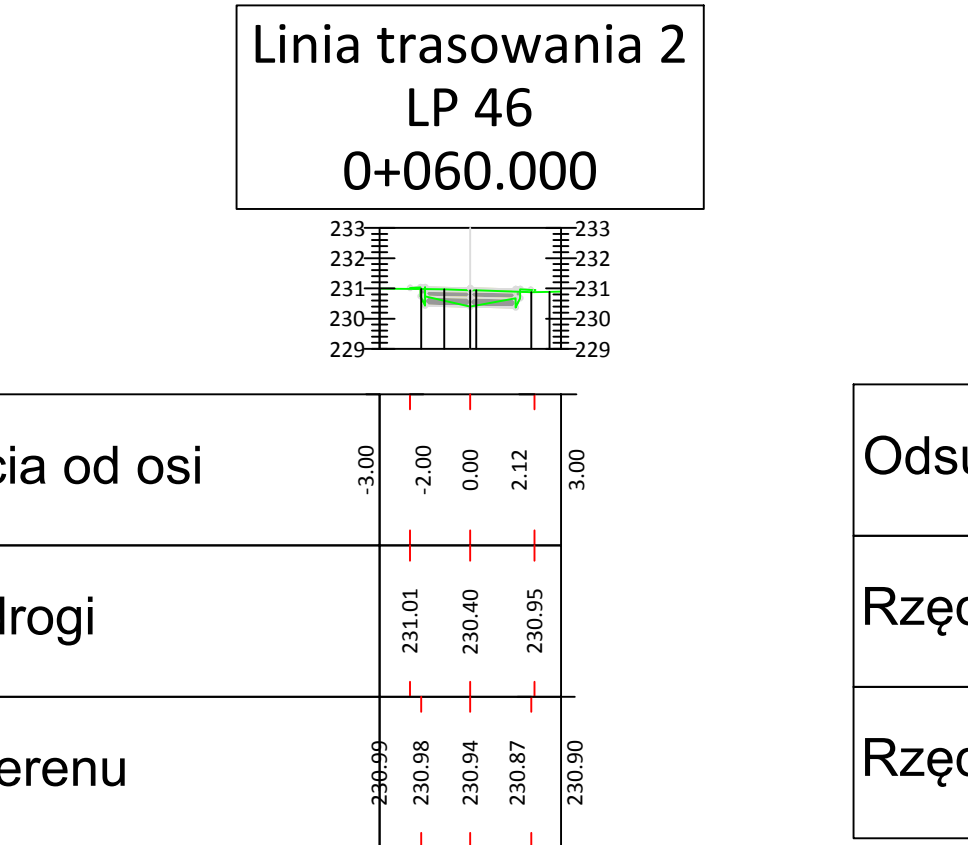 Linia trasowania 2
LP 46
0+060.000
233 233
232 232
231 231
230 230
229 229
cia od osi -3.00 -2.00 0.00 2.12 3.00 Odsu
drogi 231.01 230.40 230.95 Rzęd
erenu 230.99 230.98 230.94 230.87 230.90 Rzęd